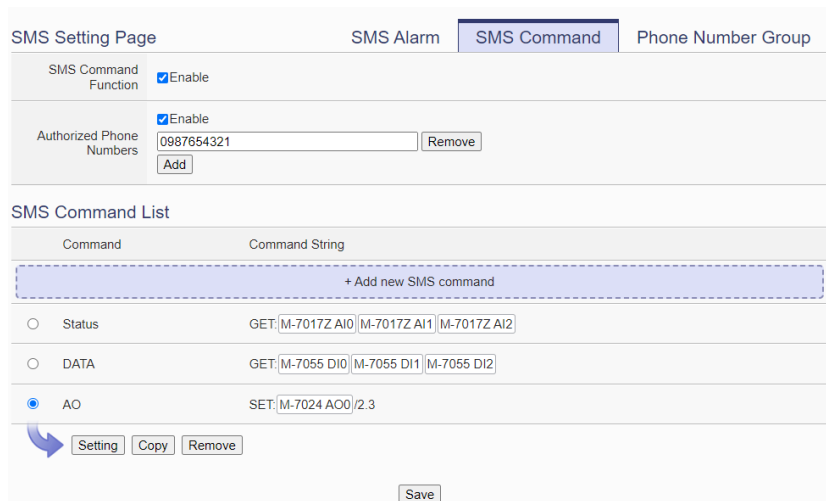 SMS Setting Page SMS Alarm SMS Command Phone Number Group
SMS Command Function Enable
Authorized Phone Numbers Enable
0987654321 Remove
Add
SMS Command List
Command Command String
+ Add new SMS command
Status GET: M-7017Z AI0 M-7017Z AI1 M-7017Z AI2
DATA GET: M-7055 DI0 M-7055 DI1 M-7055 DI2
AO SET: M-7024 AO0 /2.3
Setting Copy Remove
Save